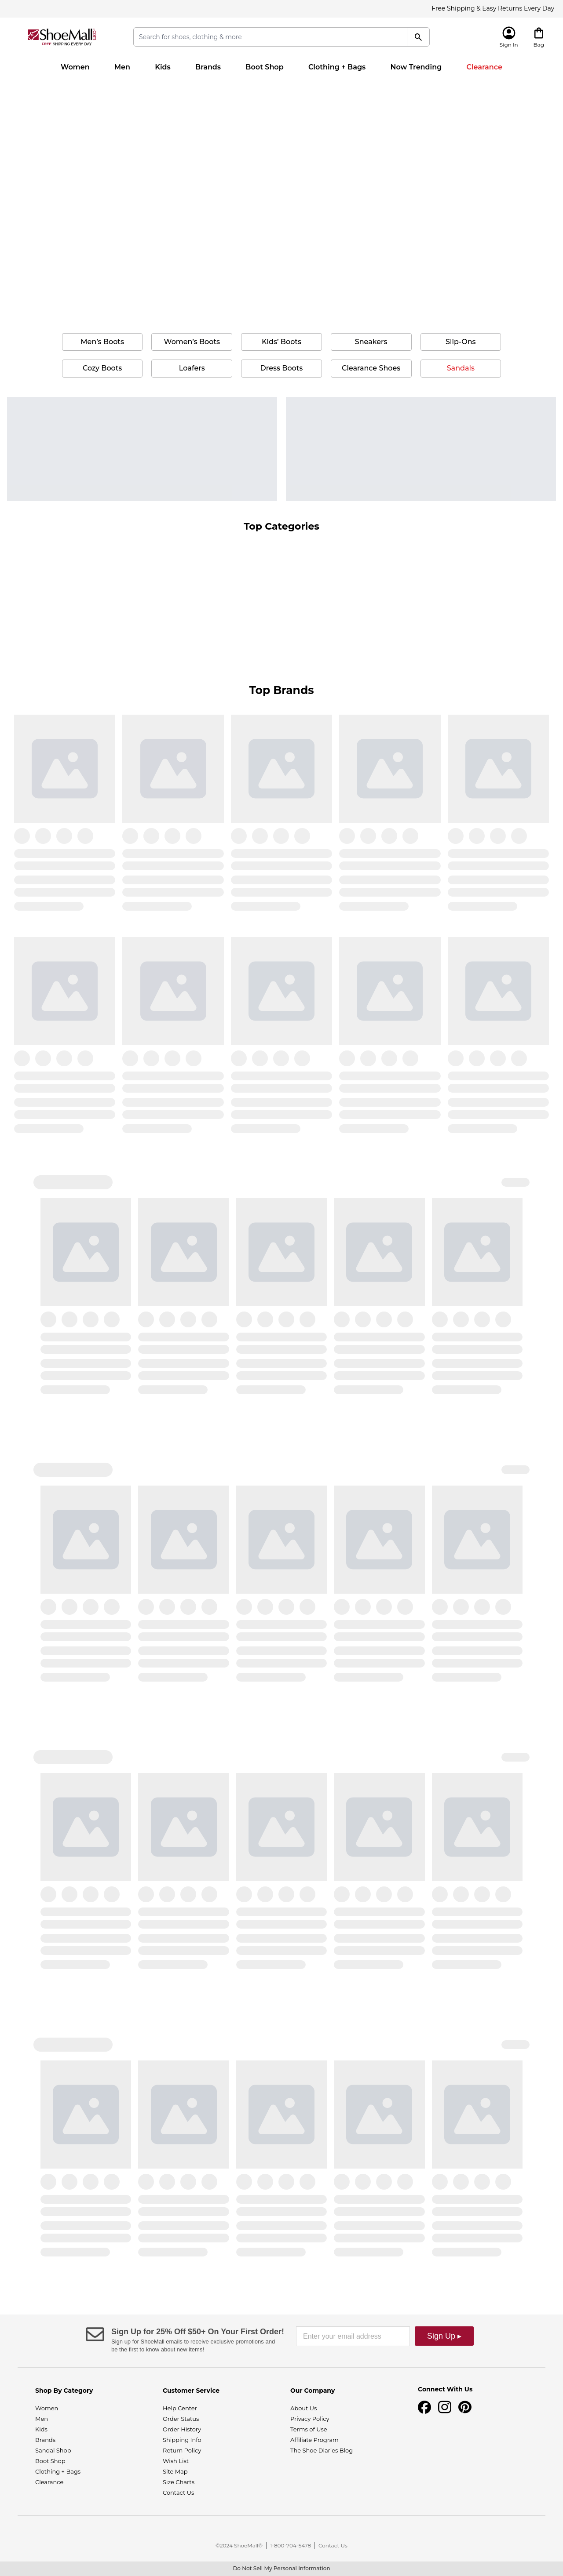 Free Shipping & Easy Returns Every Day
ShoeMall
FREE SHIPPING EVERY DAY
Search for shoes, clothing & more
Sign In
Bag
Women Men Kids Brands Boot Shop Clothing + Bags Now Trending Clearance
Men's Boots Women's Boots Kids' Boots Sneakers Slip-Ons
Cozy Boots Loafers Dress Boots Clearance Shoes Sandals
Top Categories
Top Brands
Sign Up for 25% Off $50+ On Your First Order!
Sign up for ShoeMall emails to receive exclusive promotions and
be the first to know about new items!
Enter your email address
Sign Up ▸
Shop By Category
Women
Men
Kids
Brands
Sandal Shop
Boot Shop
Clothing + Bags
Clearance
Customer Service
Help Center
Order Status
Order History
Shipping Info
Return Policy
Wish List
Site Map
Size Charts
Contact Us
Our Company
About Us
Privacy Policy
Terms of Use
Affiliate Program
The Shoe Diaries Blog
Connect With Us
©2024 ShoeMall® | 1-800-704-5478 | Contact Us
Do Not Sell My Personal Information